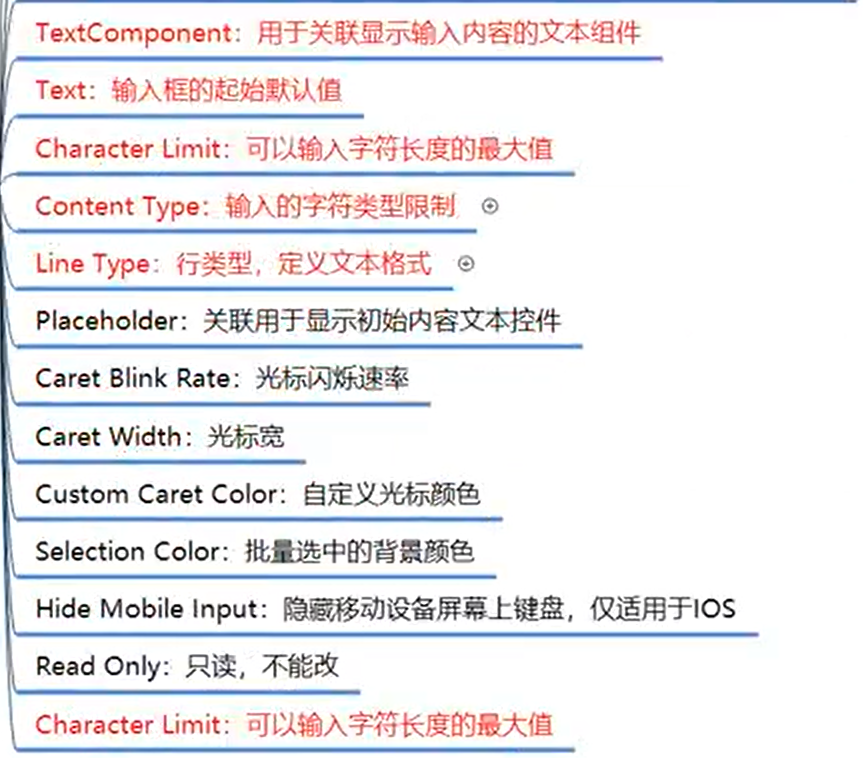 TextComponent：用于关联显示输入内容的文本组件
Text：输入框的起始默认值
Character Limit：可以输入字符长度的最大值
Content Type：输入的字符类型限制
Line Type：行类型，定义文本格式
Placeholder：关联用于显示初始内容文本控件
Caret Blink Rate：光标闪烁速率
Caret Width：光标宽
Custom Caret Color：自定义光标颜色
Selection Color：批量选中的背景颜色
Hide Mobile Input：隐藏移动设备屏幕上键盘，仅适用于IOS
Read Only：只读，不能改
Character Limit：可以输入字符长度的最大值